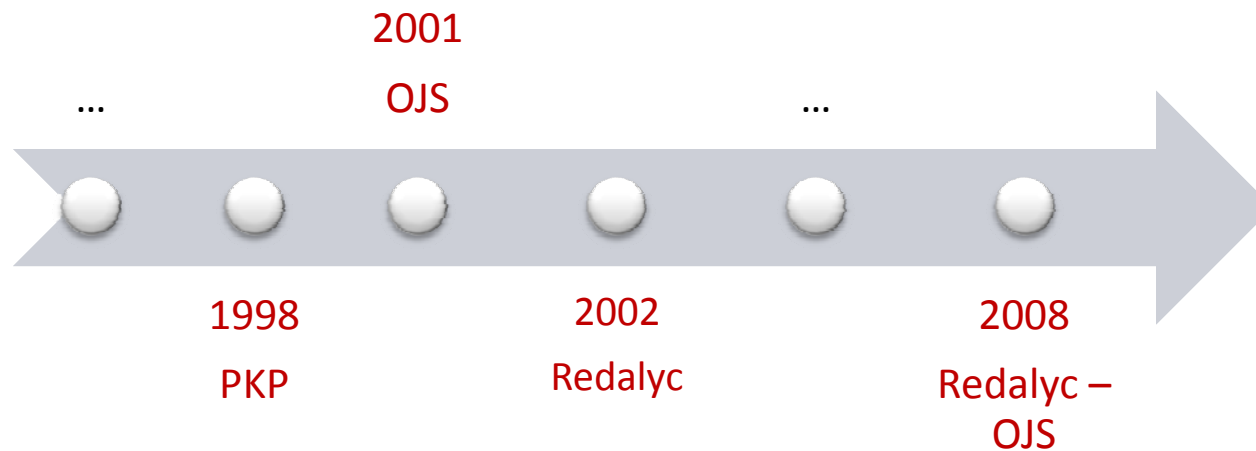 2001
OJS
...
...
1998
PKP
2002
Redalyc
2008
Redalyc –
OJS